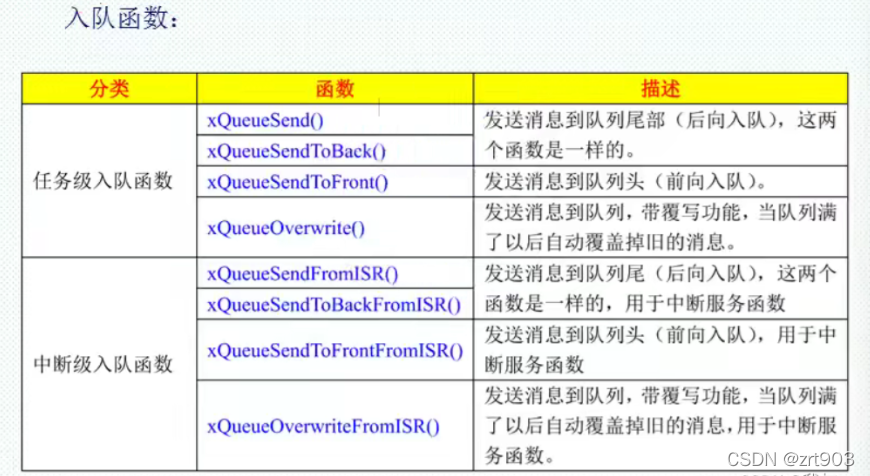 入队函数：
分类 函数 描述
任务级入队函数
xQueueSend()
xQueueSendToBack()
发送消息到队列尾部（后向入队），这两
个函数是一样的。
xQueueSendToFront()
发送消息到队列头（前向入队）。
xQueueOverwrite()
发送消息到队列，带覆写功能，当队列满
了以后自动覆盖掉旧的消息。
中断级入队函数
xQueueSendFromISR()
xQueueSendToBackFromISR()
发送消息到队列尾（后向入队），这两个
函数是一样的，用于中断服务函数
xQueueSendToFrontFromISR()
发送消息到队列头（前向入队），用于中
断服务函数
xQueueOverwriteFromISR()
发送消息到队列，带覆写功能，当队列满
了以后自动覆盖掉旧的消息，用于中断服
务函数。
CSDN @zrt903